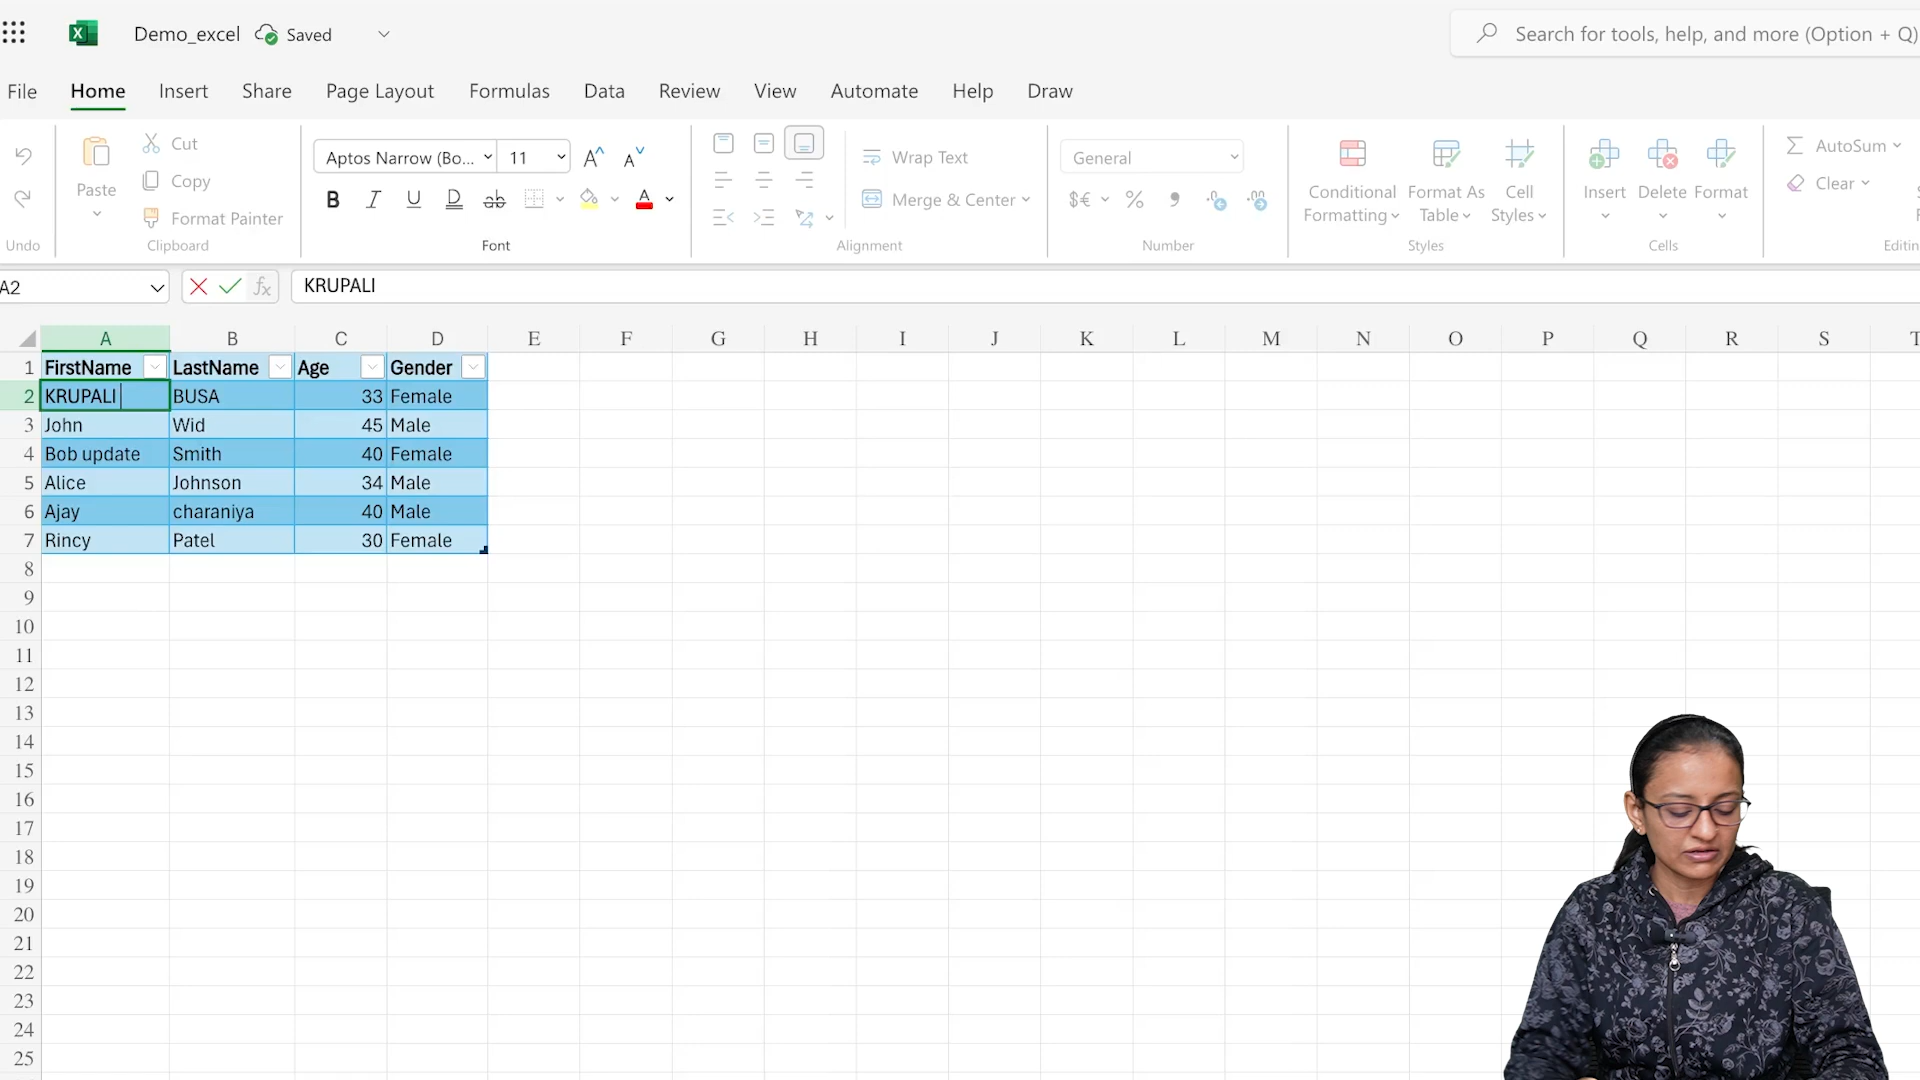 Demo_excel Saved
Search for tools, help, and more (Option + Q)
File Home Insert Share Page Layout Formulas Data Review View Automate Help Draw
Paste
Cut
Copy
Format Painter
Aptos Narrow (Bo... 11
B I U D ab
A
Wrap Text
Merge & Center
General
$€ % 9
Conditional Formatting
Format As Table
Cell Styles
Insert Delete Format
AutoSum
Clear
Undo Clipboard Font Alignment Number Styles Cells
A2 fx KRUPALI
A B C D E F G H I J K L M N O P Q R S T
1 FirstName LastName Age Gender
2 KRUPALI BUSA 33 Female
3 John Wid 45 Male
4 Bob update Smith 40 Female
5 Alice Johnson 34 Male
6 Ajay charaniya 40 Male
7 Rincy Patel 30 Female
8
9
10
11
12
13
14
15
16
17
18
19
20
21
22
23
24
25